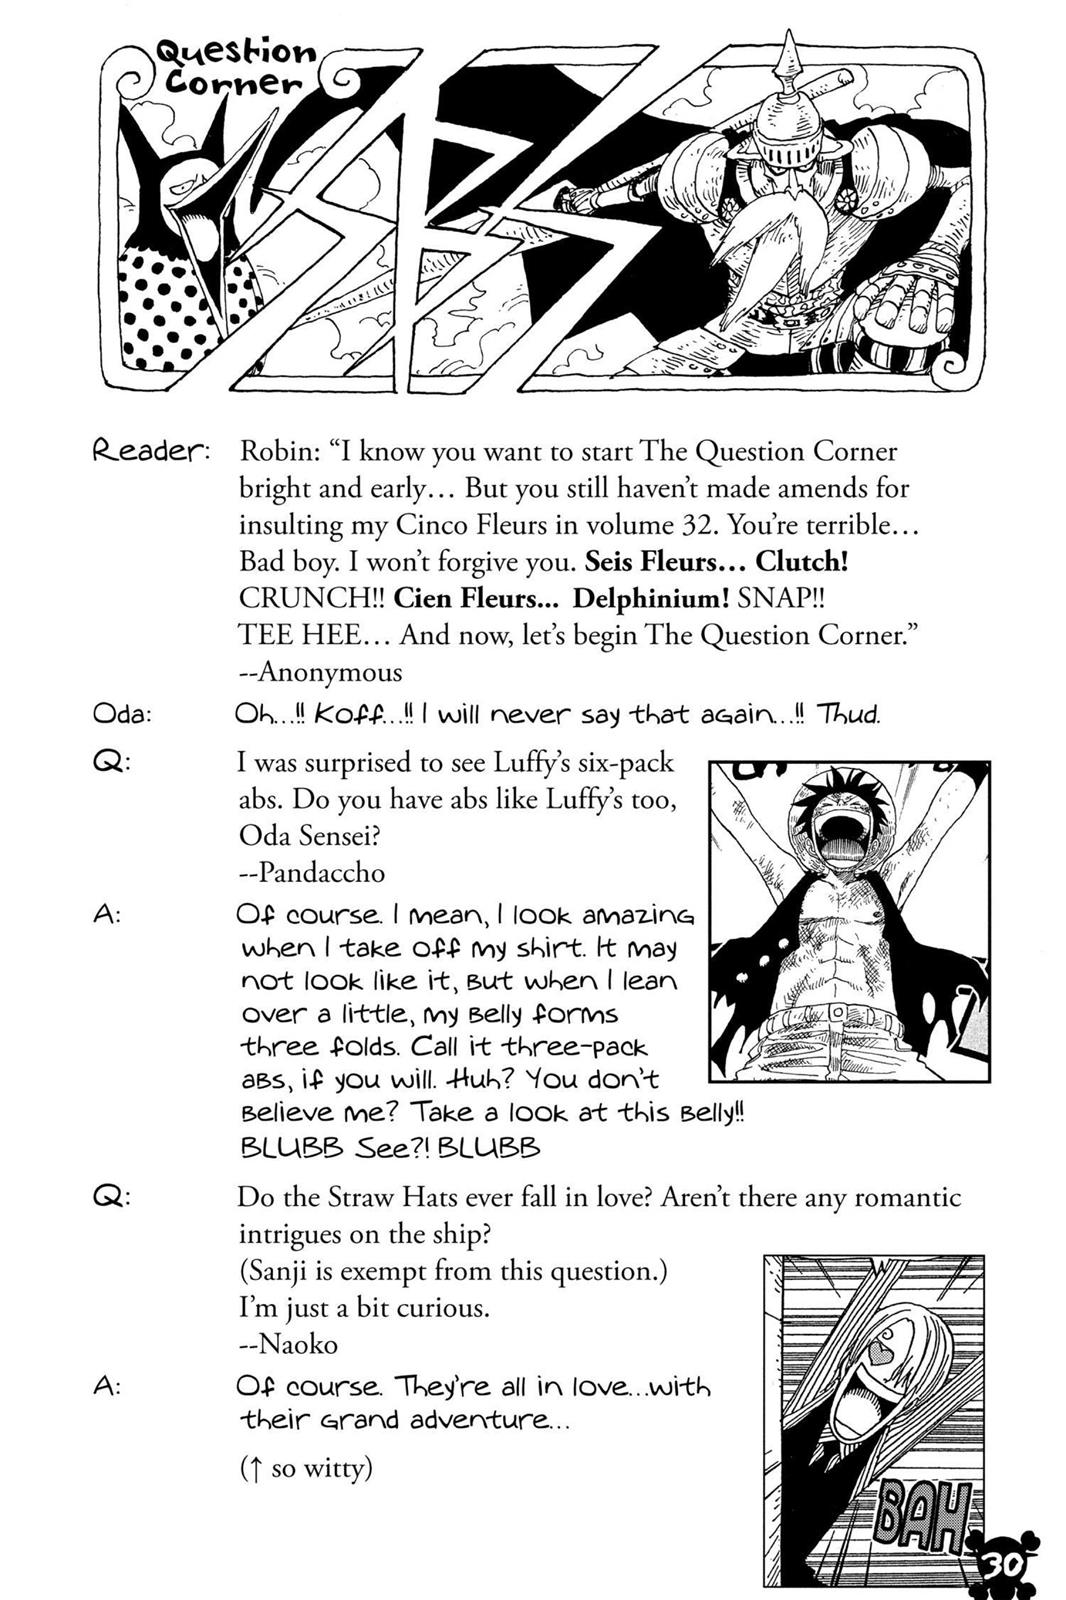 Question
Corner
SBS
Reader: Robin: “I know you want to start The Question Corner
bright and early… But you still haven’t made amends for
insulting my Cinco Fleurs in volume 32. You’re terrible…
Bad boy. I won’t forgive you. Seis Fleurs… Clutch!
CRUNCH!! Cien Fleurs... Delphinium! SNAP!!
TEE HEE… And now, let’s begin The Question Corner.”
--Anonymous
Oda: Oh...!! Koff...!! I will never say that again...!! Thud.
Q: I was surprised to see Luffy’s six-pack
abs. Do you have abs like Luffy’s too,
Oda Sensei?
--Pandaccho
A: Of course. I mean, I look amazing
when I take off my shirt. It may
not look like it, but when I lean
over a little, my belly forms
three folds. Call it three-pack
abs, if you will. Huh? You don't
believe me? Take a look at this belly!!
BLUBB See?! BLUBB
Q: Do the Straw Hats ever fall in love? Aren’t there any romantic
intrigues on the ship?
(Sanji is exempt from this question.)
I’m just a bit curious.
--Naoko
A: Of course. They're all in love...with
their grand adventure...
(↑ so witty)
BAH
30